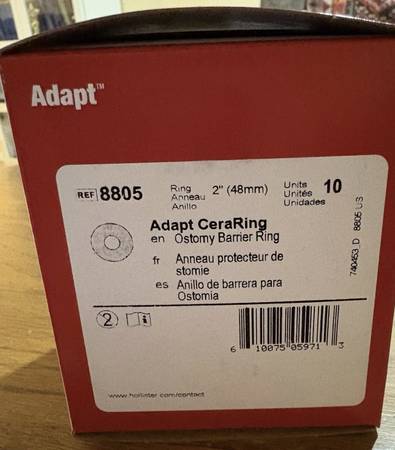 Adapt™
REF 8805
Ring
Anneau
Anillo
2" (48mm)
Units
Unités
Unidades
10
Adapt CeraRing
en Ostomy Barrier Ring
fr Anneau protecteur de
stomie
es Anillo de barrera para
Ostomia
2
i
6 10075 05971 3
www.hollister.com/contact
740453 D 8805 US